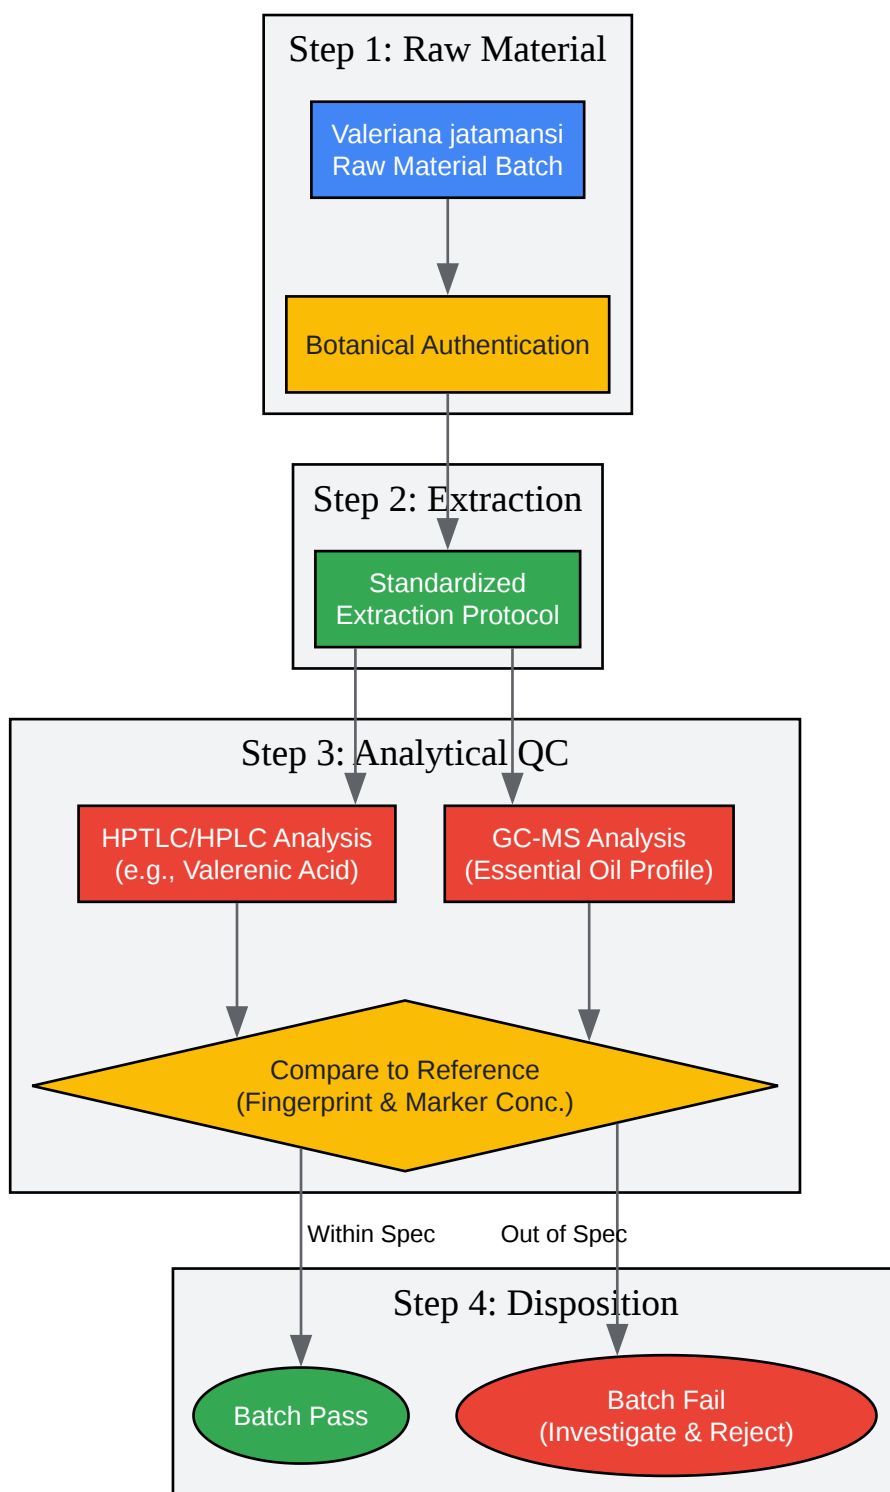 Step 1: Raw Material
Valeriana jatamansi
Raw Material Batch
Botanical Authentication
Step 2: Extraction
Standardized
Extraction Protocol
Step 3: Analytical QC
HPTLC/HPLC Analysis
(e.g., Valerenic Acid)
GC-MS Analysis
(Essential Oil Profile)
Compare to Reference
(Fingerprint & Marker Conc.)
Within Spec
Out of Spec
Step 4: Disposition
Batch Pass
Batch Fail
(Investigate & Reject)